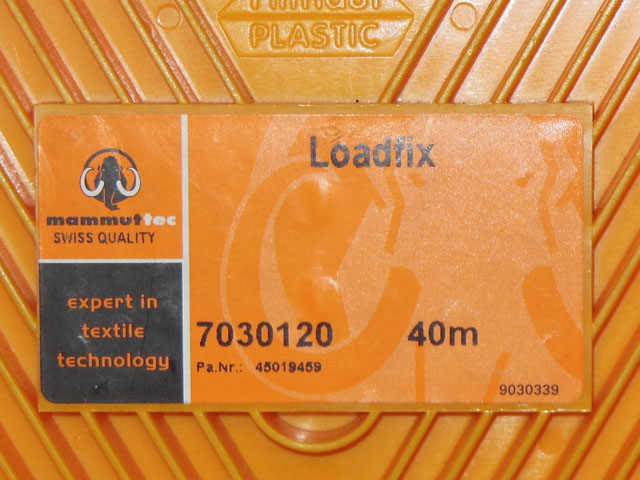 PLASTIC
Loadfix
mammuttec
SWISS QUALITY
expert in
textile
technology
7030120 40m
Pa.Nr.: 45019459
9030339